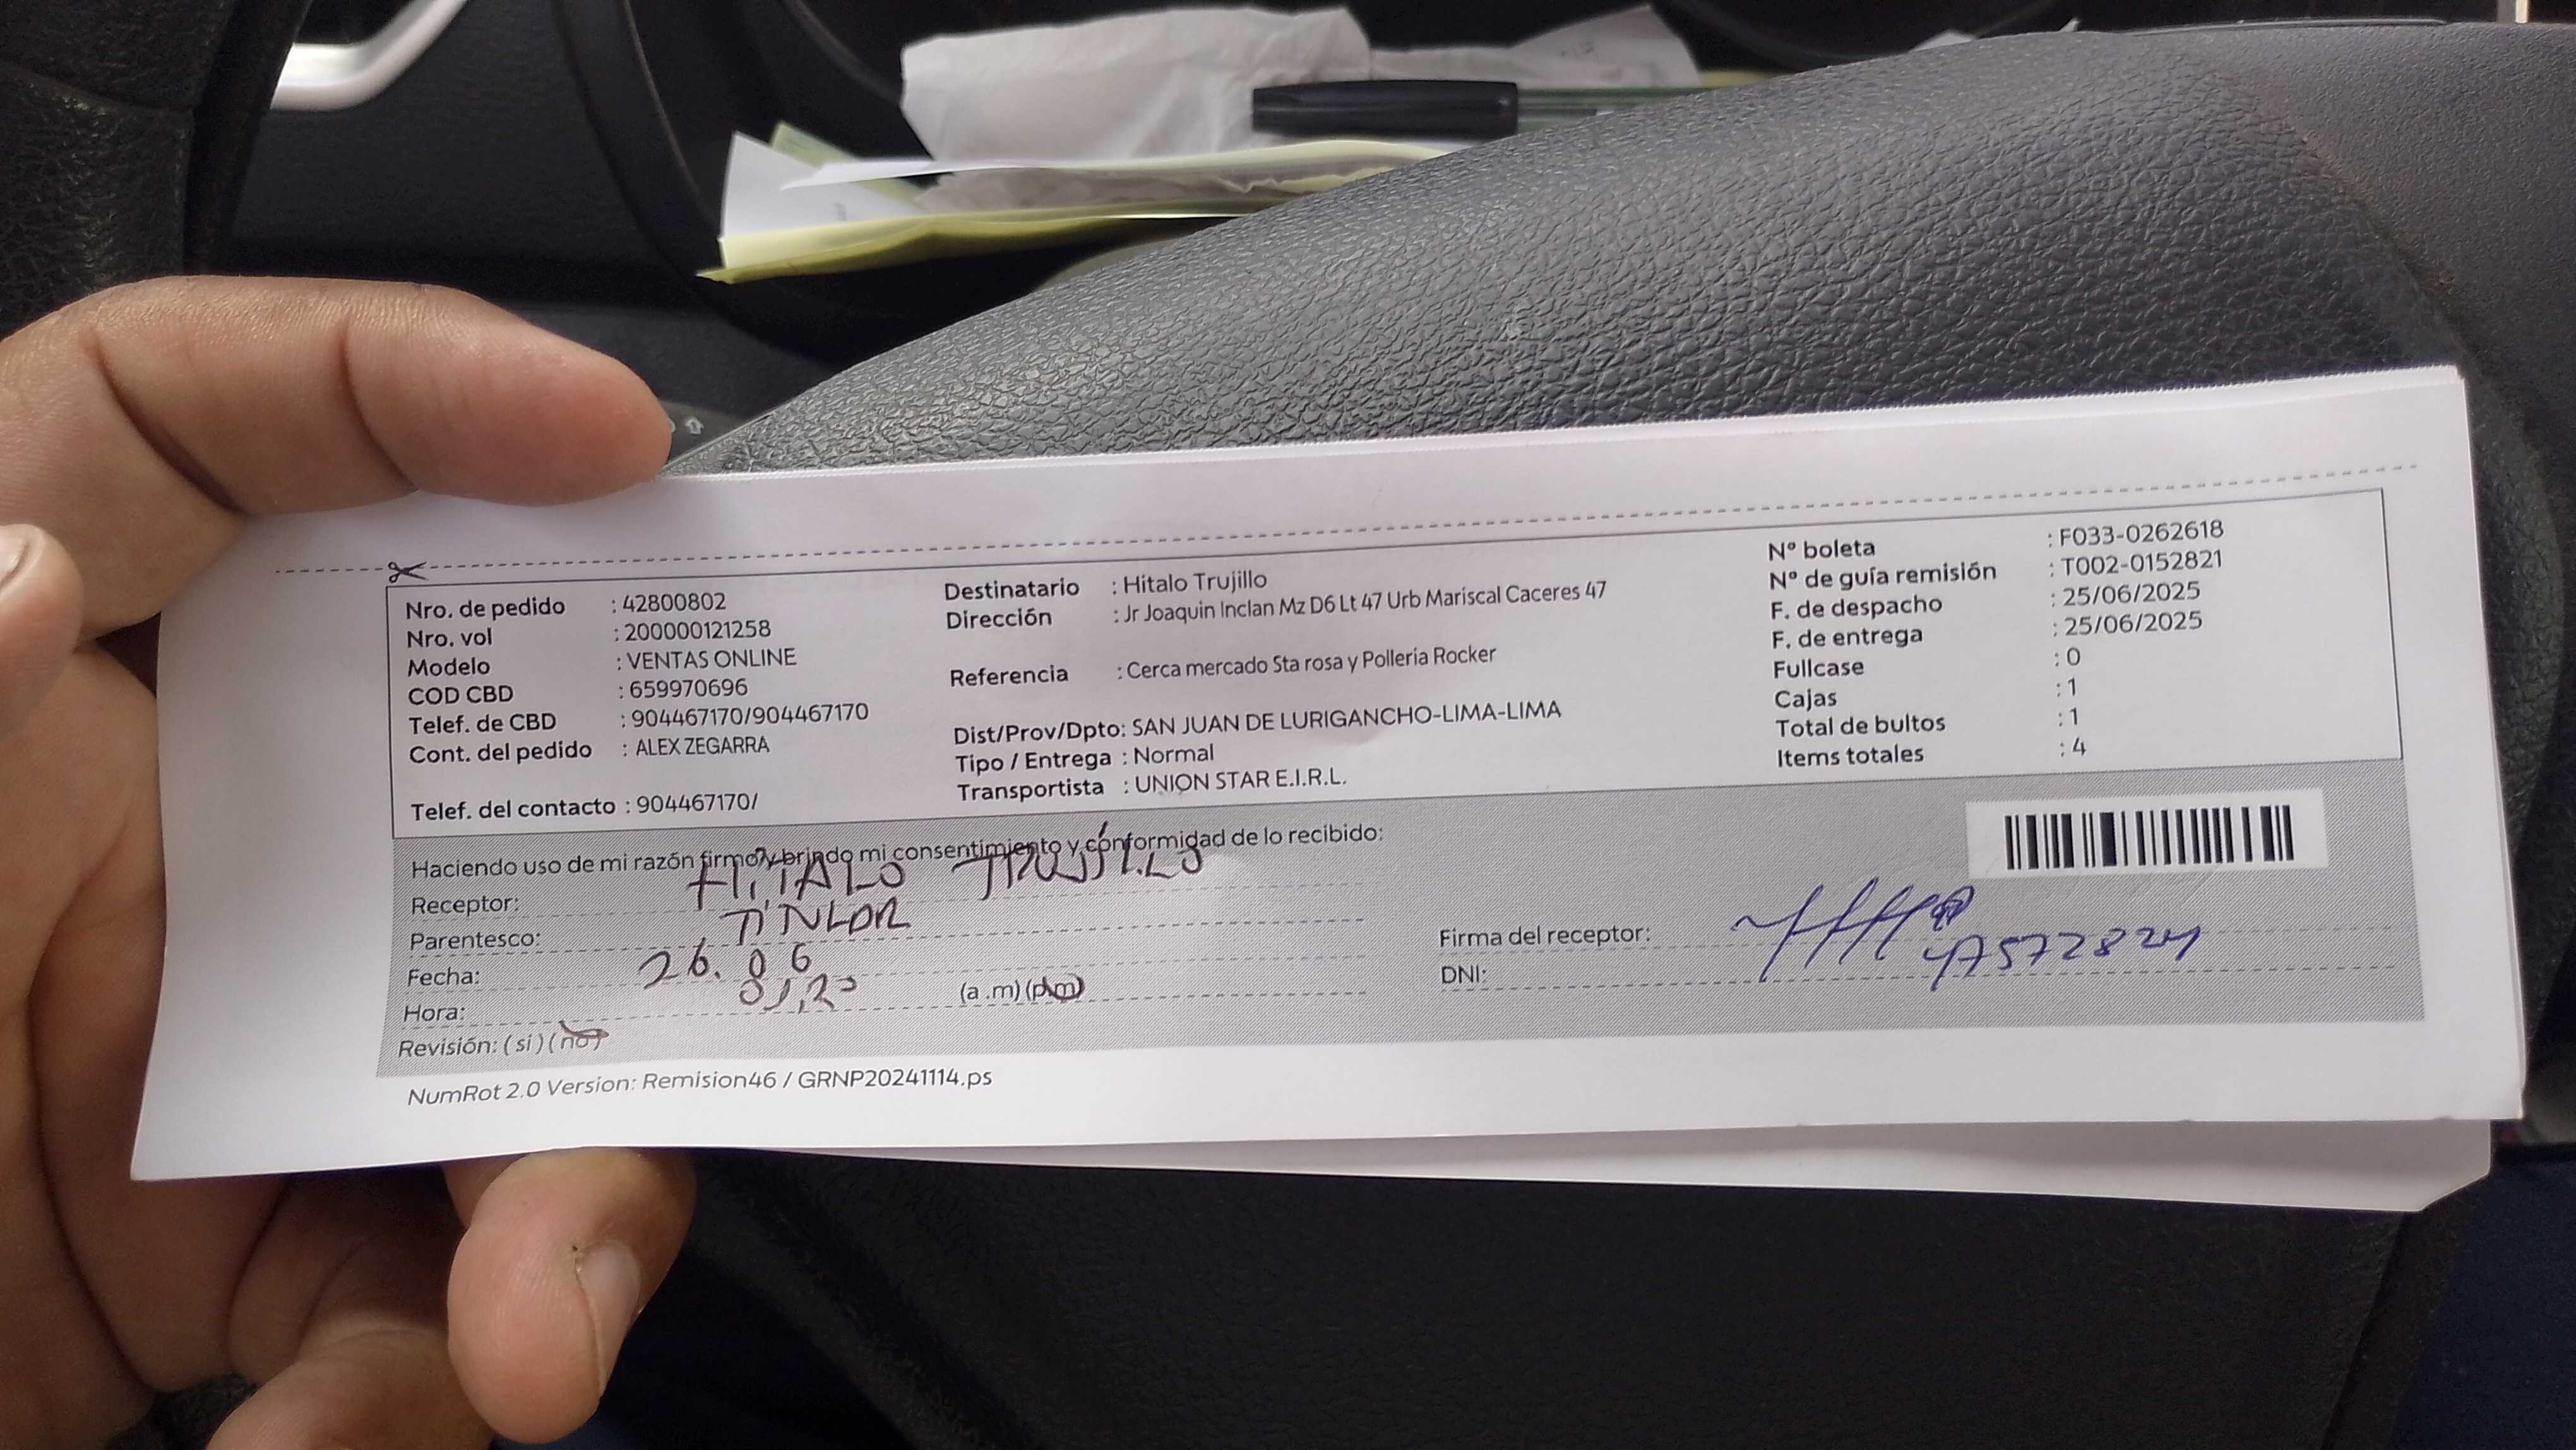 Nro. de pedido : 42800802
Nro. vol : 200000121258
Modelo : VENTAS ONLINE
COD CBD : 659970696
Telef. de CBD : 904467170/904467170
Cont. del pedido : ALEX ZEGARRA
Telef. del contacto : 904467170/
Destinatario : Hitalo Trujillo
Dirección : Jr Joaquin Inclan Mz D6 Lt 47 Urb Mariscal Caceres 47
Referencia : Cerca mercado Sta rosa y Polleria Rocker
Dist/Prov/Dpto: SAN JUAN DE LURIGANCHO-LIMA-LIMA
Tipo / Entrega : Normal
Transportista : UNION STAR E.I.R.L.
Nº boleta : F033-0262618
Nº de guía remisión : T002-0152821
F. de despacho : 25/06/2025
F. de entrega : 25/06/2025
Fullcase : 0
Cajas : 1
Total de bultos : 1
Items totales : 4
Haciendo uso de mi razón firmo y brindo mi consentimiento y conformidad de lo recibido:
Receptor: HITALO TRUJILLO
Parentesco:
Fecha: 26.06
Hora: (a .m) (p.m)
Revisión: ( si ) ( no )
Firma del receptor:
DNI:
NumRot 2.0 Version: Remision46 / GRNP20241114.ps